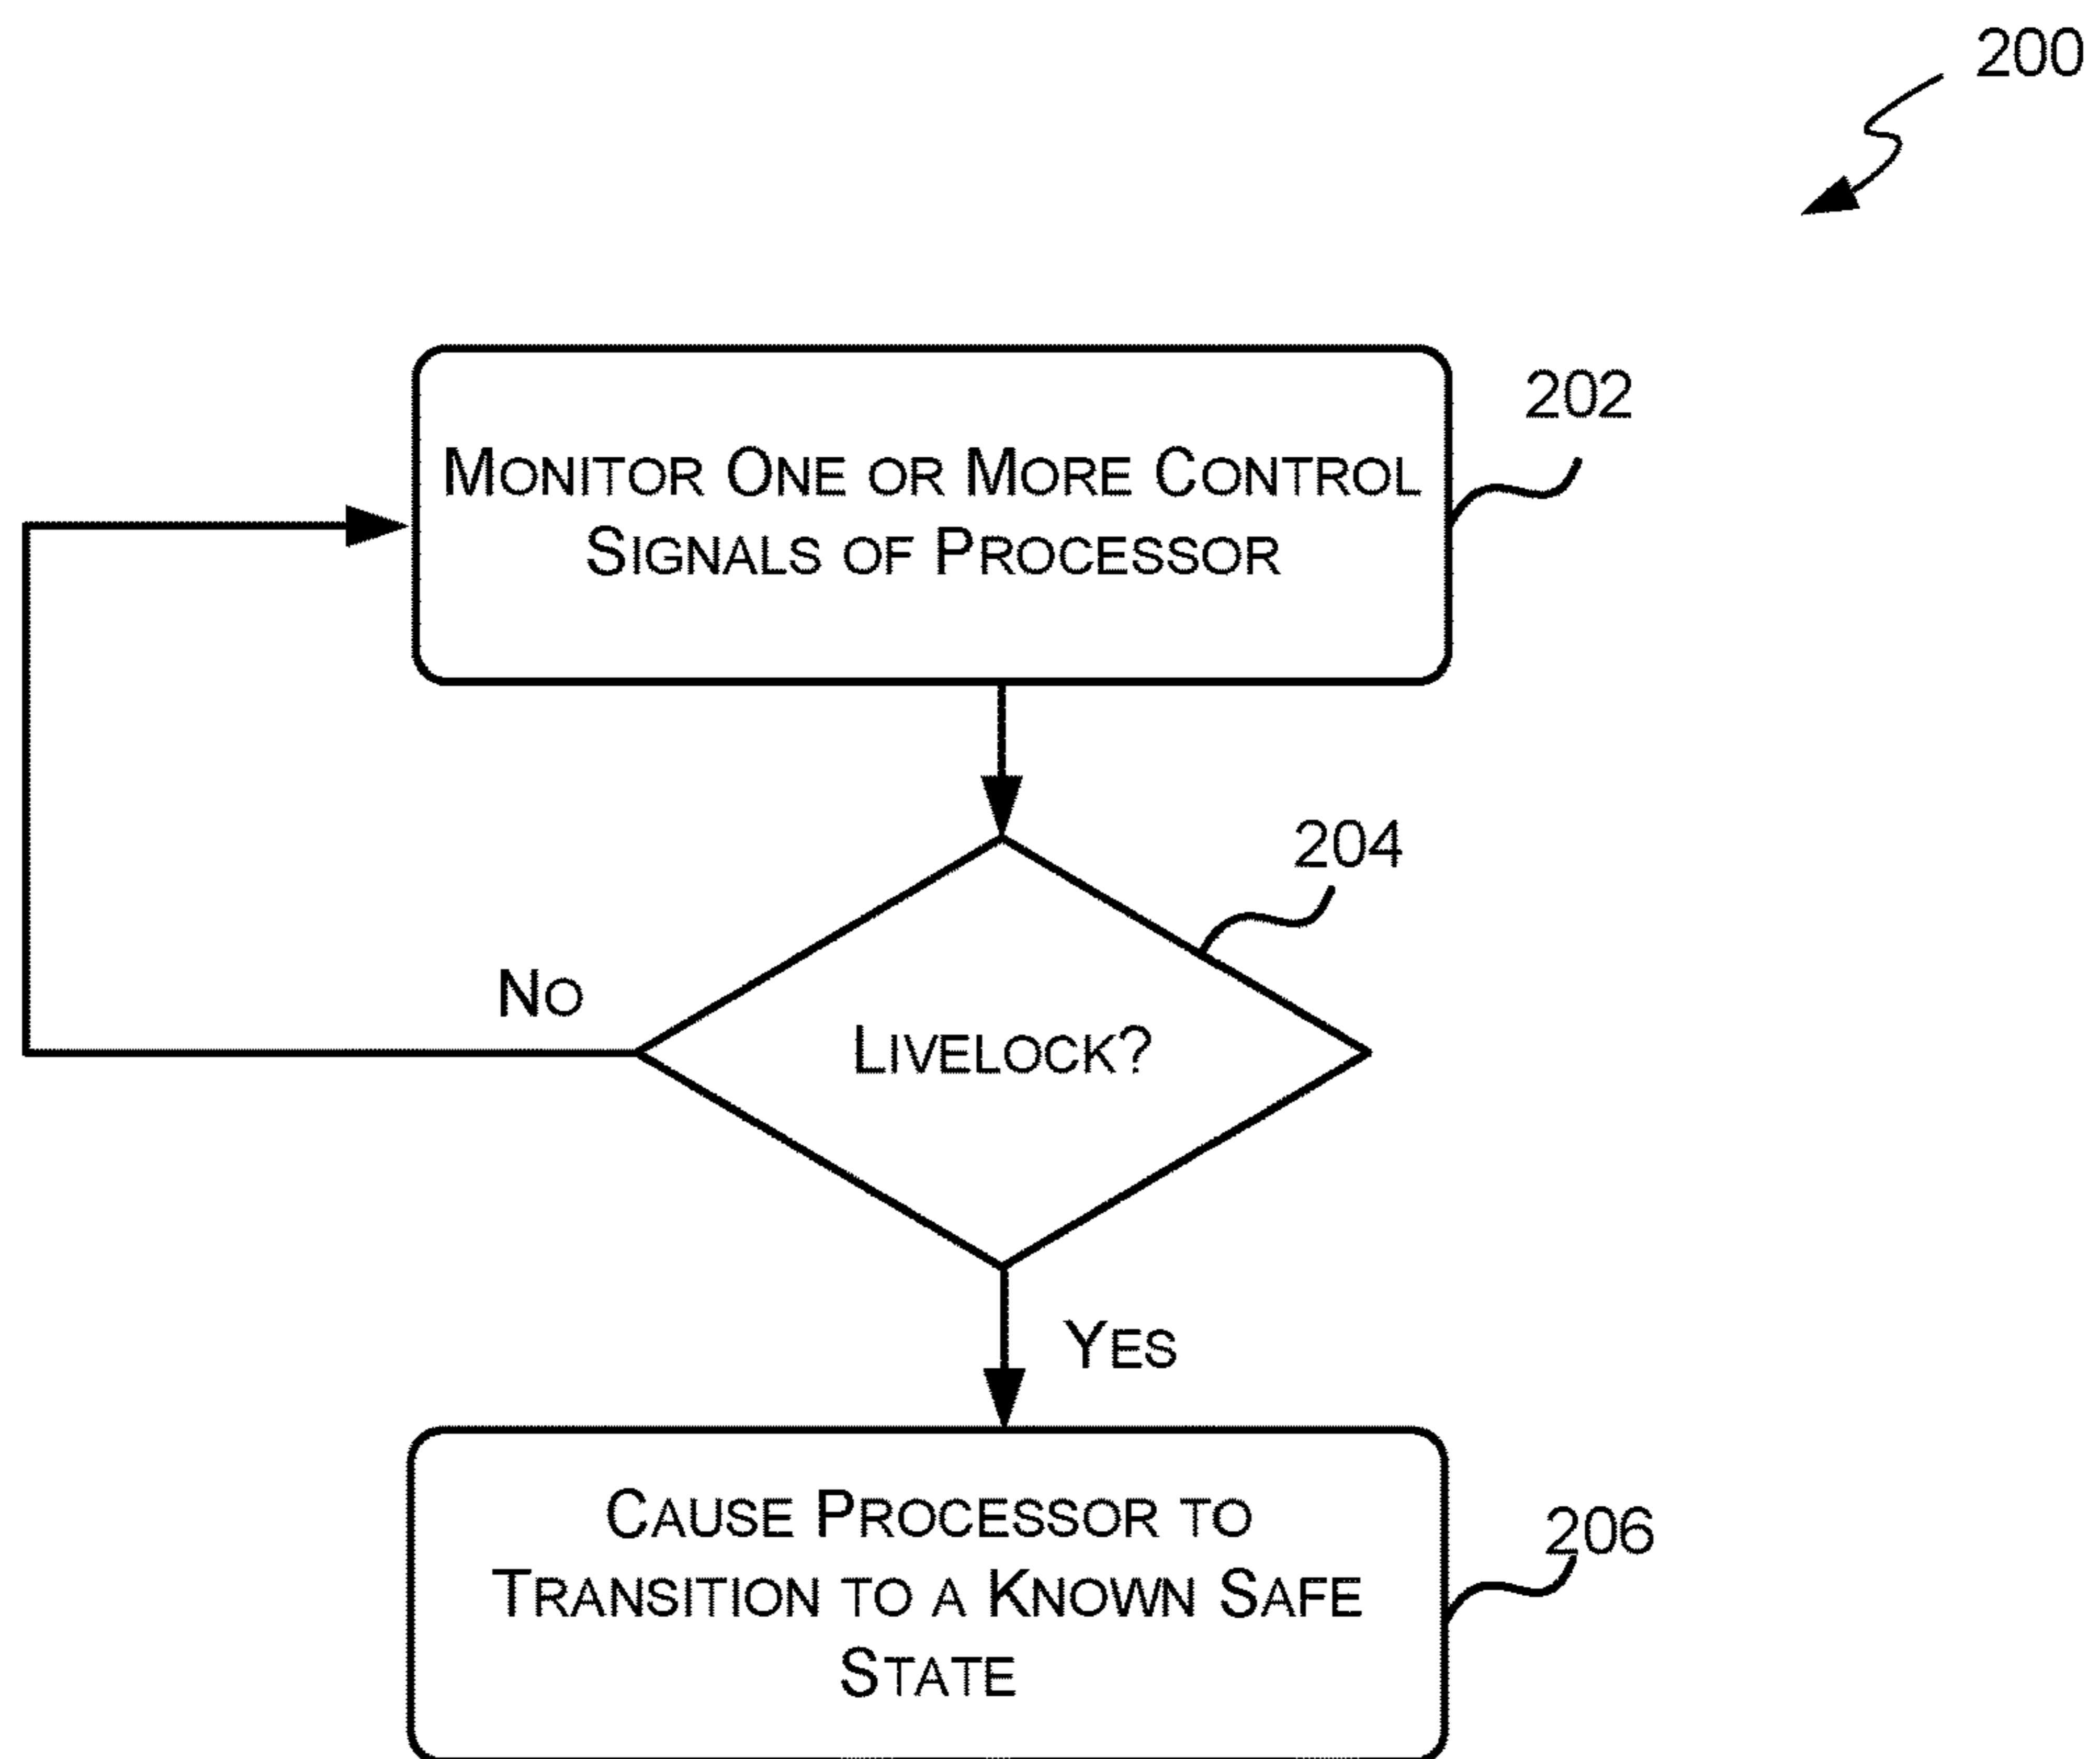 200
202
MONITOR ONE OR MORE CONTROL
SIGNALS OF PROCESSOR
204
NO
LIVELOCK?
YES
CAUSE PROCESSOR TO
TRANSITION TO A KNOWN SAFE
STATE
206